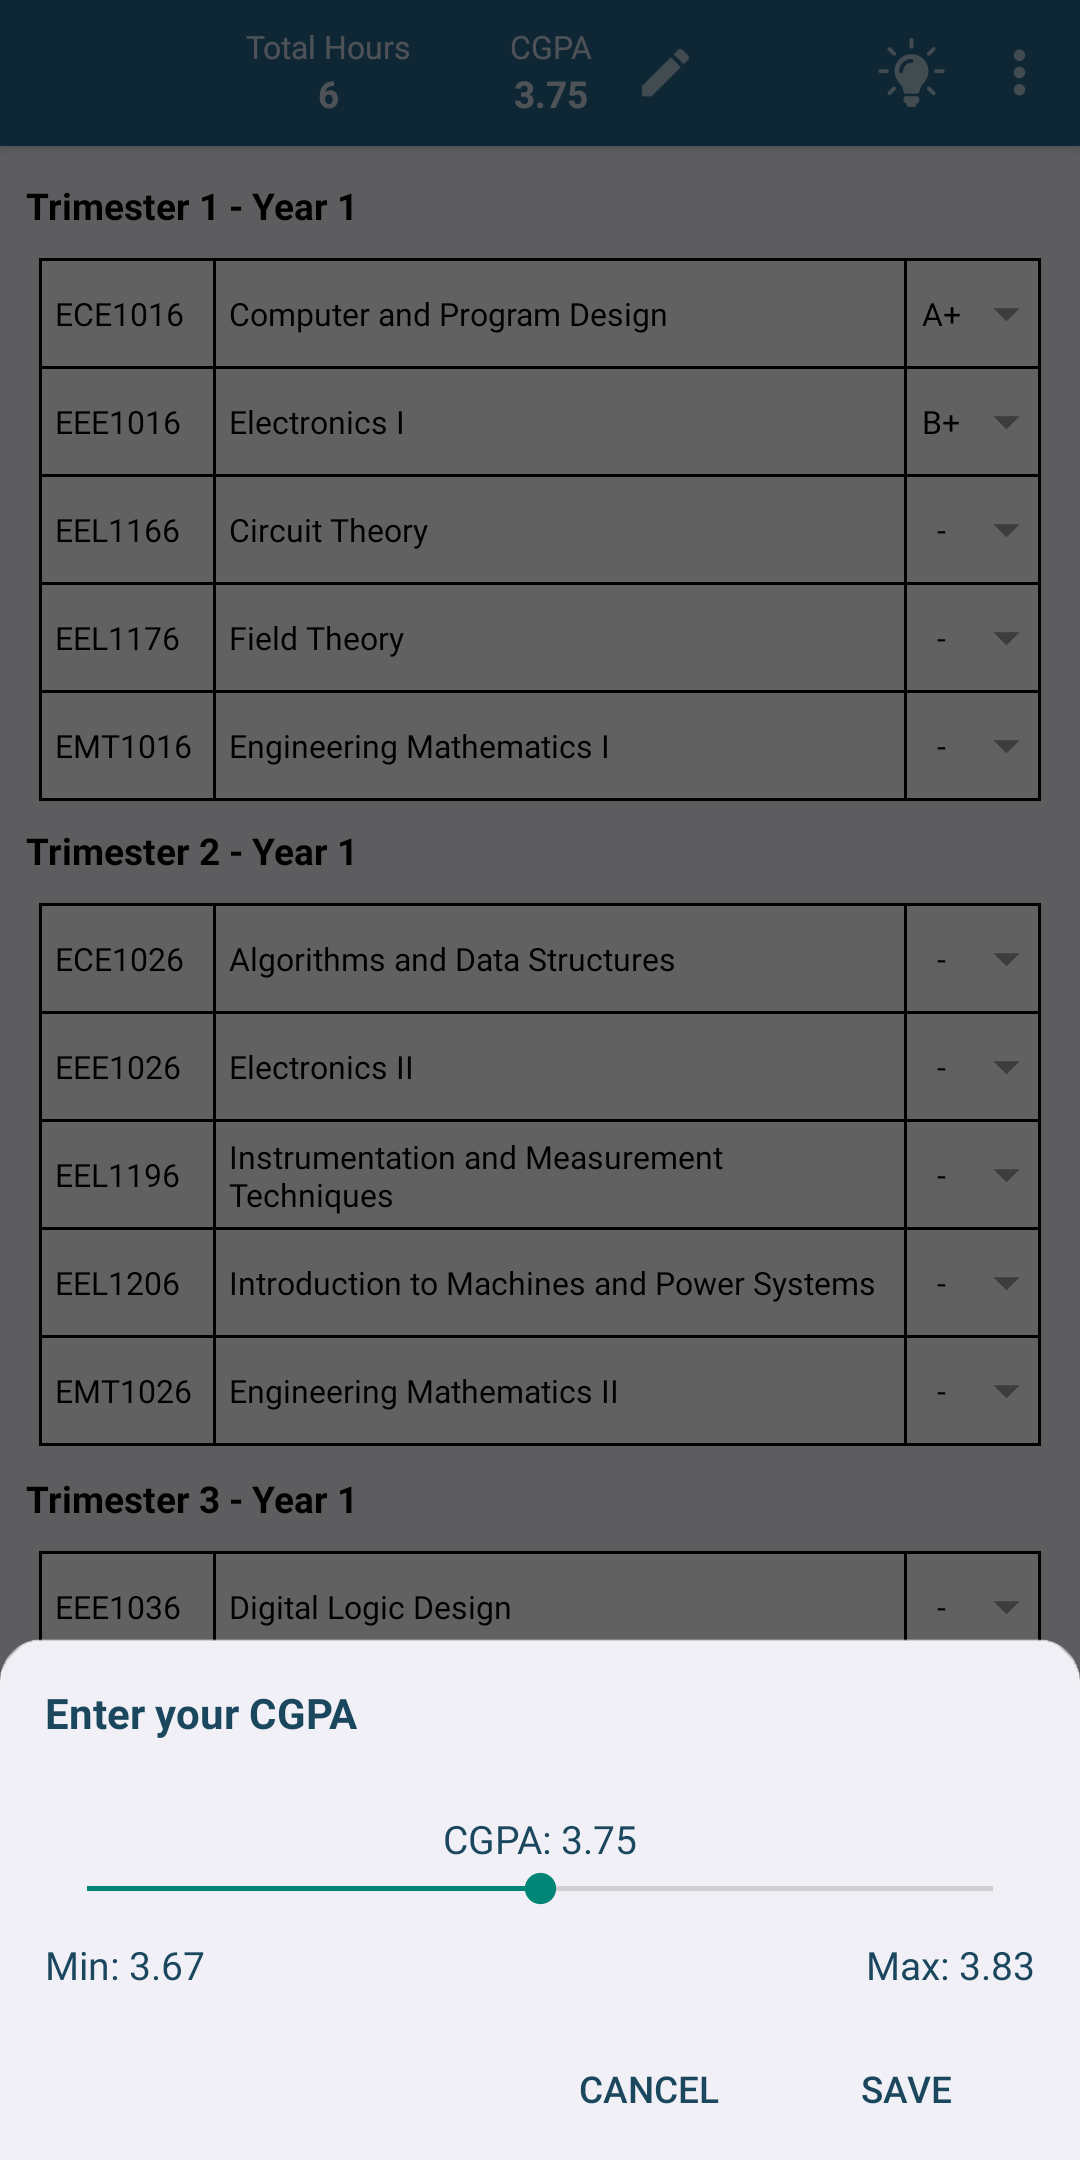 Total Hours
6
CGPA
3.75
Trimester 1 - Year 1
ECE1016 Computer and Program Design A+
EEE1016 Electronics I B+
EEL1166 Circuit Theory -
EEL1176 Field Theory -
EMT1016 Engineering Mathematics I -
Trimester 2 - Year 1
ECE1026 Algorithms and Data Structures -
EEE1026 Electronics II -
EEL1196 Instrumentation and Measurement
Techniques -
EEL1206 Introduction to Machines and Power Systems -
EMT1026 Engineering Mathematics II -
Trimester 3 - Year 1
EEE1036 Digital Logic Design -
Enter your CGPA
CGPA: 3.75
Min: 3.67 Max: 3.83
CANCEL SAVE